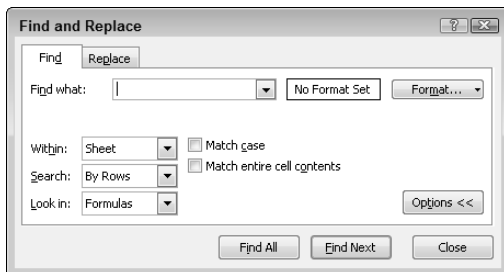 Find and Replace
Find Replace
Find what: No Format Set Format...
Within: Sheet Match case
Match entire cell contents
Search: By Rows
Look in: Formulas Options <<
Find All Find Next Close